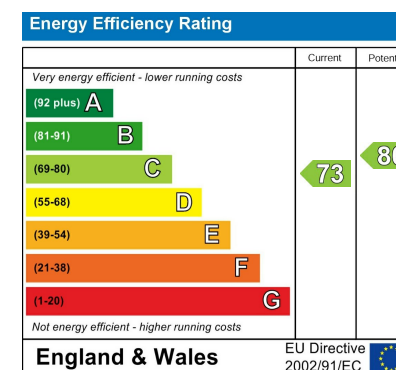 Energy Efficiency Rating
Current
Very energy efficient - lower running costs
(92 plus) A
(81-91) B
(69-80) C
73
(55-68) D
(39-54) E
(21-38) F
(1-20) G
Not energy efficient - higher running costs
England & Wales
EU Directive
2002/91/EC